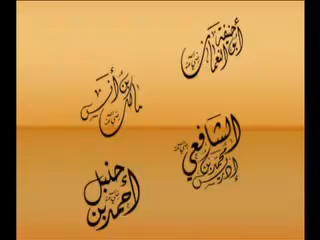 أبو حنيفة النعمان
مالك بن أنس
الشافعي محمد بن إدريس
أحمد بن حنبل